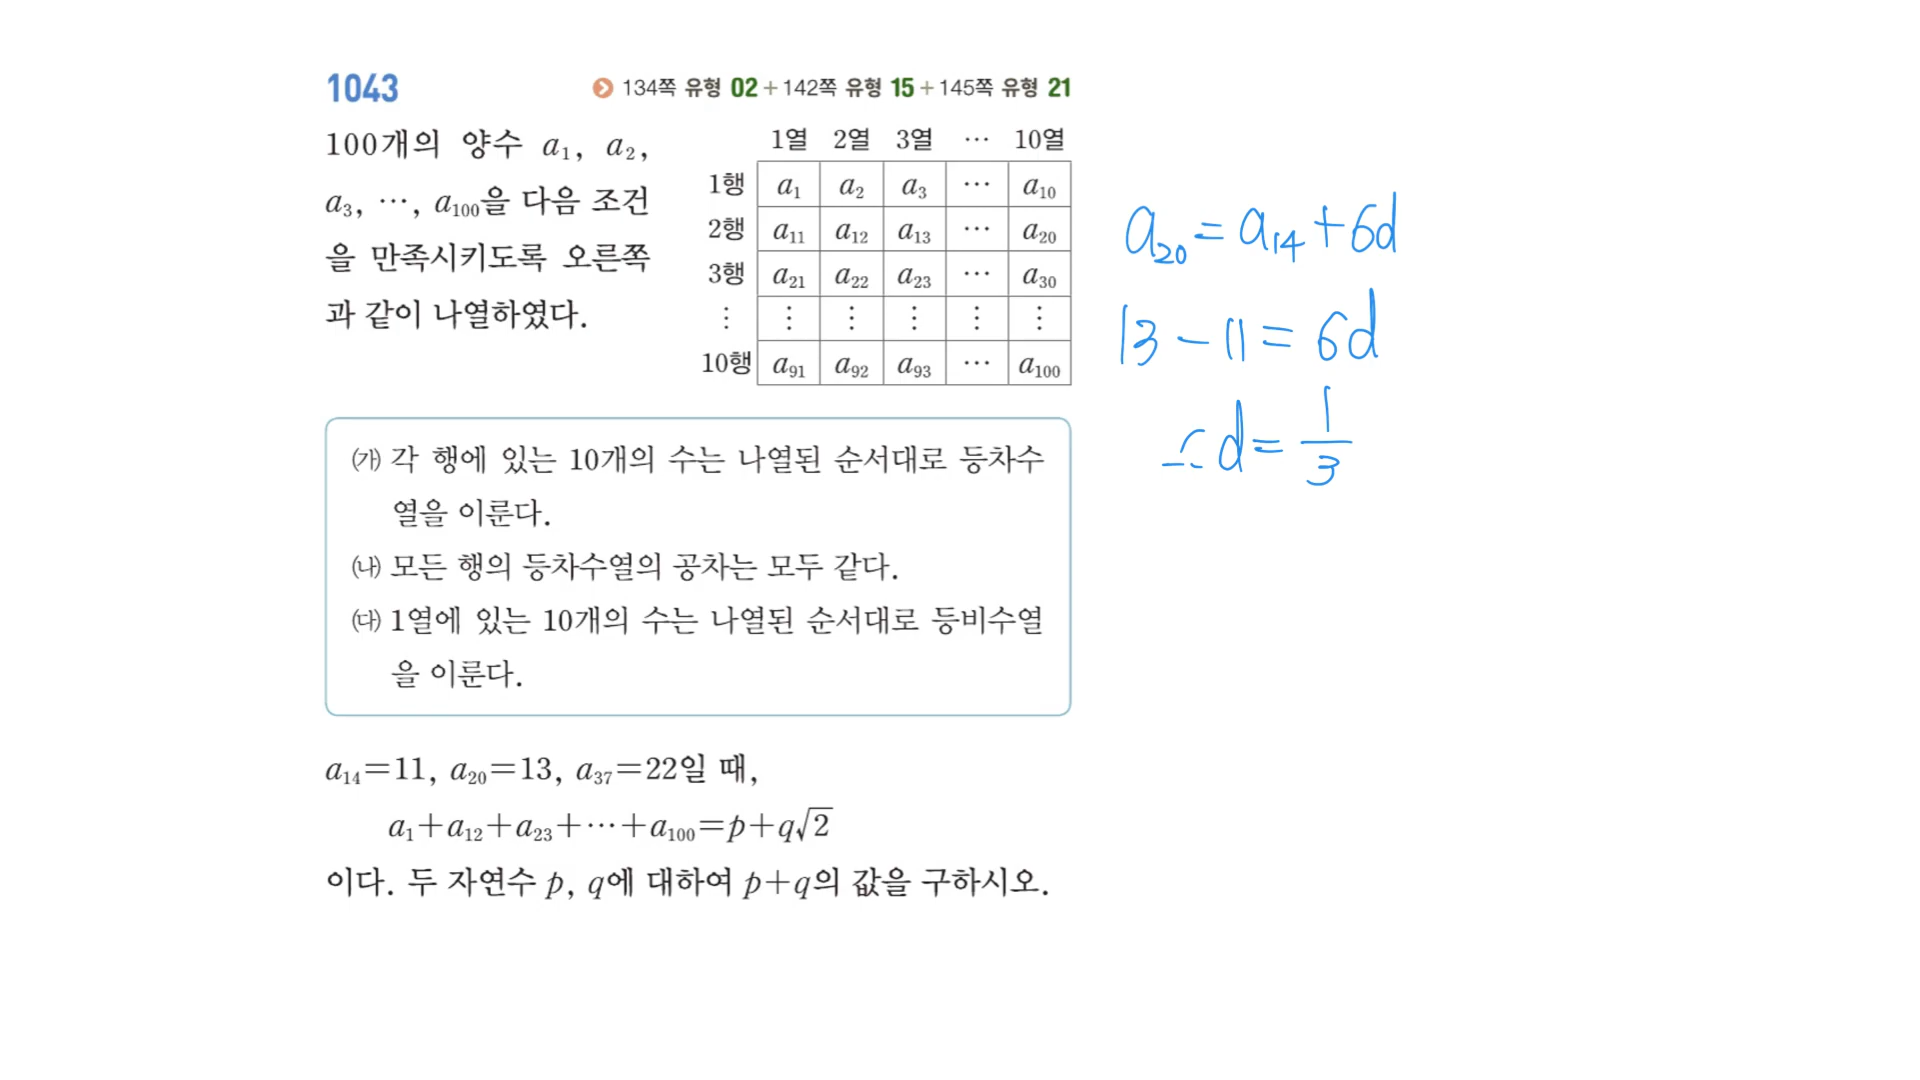 1043
134쪽 유형 02 + 142쪽 유형 15 + 145쪽 유형 21
100개의 양수 a₁, a₂,
a₃, ⋯, a₁₀₀을 다음 조건
을 만족시키도록 오른쪽
과 같이 나열하였다.
1열 2열 3열 ⋯ 10열
1행 a₁ a₂ a₃ ⋯ a₁₀
2행 a₁₁ a₁₂ a₁₃ ⋯ a₂₀
3행 a₂₁ a₂₂ a₂₃ ⋯ a₃₀
⋮ ⋮ ⋮ ⋮ ⋮ ⋮
10행 a₉₁ a₉₂ a₉₃ ⋯ a₁₀₀
a₂₀ = a₁₄ + 6d
13 - 11 = 6d
∴ d = 1/3
㈎ 각 행에 있는 10개의 수는 나열된 순서대로 등차수
열을 이룬다.
㈏ 모든 행의 등차수열의 공차는 모두 같다.
㈐ 1열에 있는 10개의 수는 나열된 순서대로 등비수열
을 이룬다.
a₁₄=11, a₂₀=13, a₃₇=22일 때,
a₁+a₁₂+a₂₃+⋯+a₁₀₀=p+q√2
이다. 두 자연수 p, q에 대하여 p+q의 값을 구하시오.